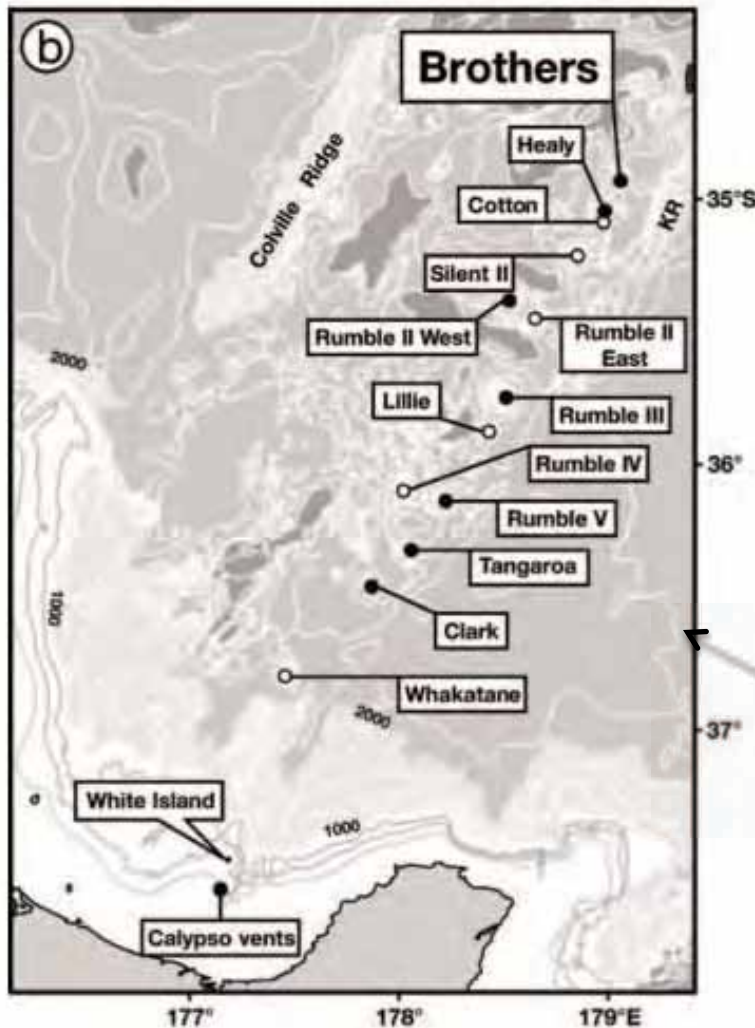 b
Brothers
Healy
Cotton
35°S
KR
Colville Ridge
Silent II
Rumble II West
Rumble II
East
2000
Lillie
Rumble III
36°
Rumble IV
Rumble V
Tangaroa
1000
Clark
Whakatane
2000
37°
White Island
1000
Calypso vents
177°
178°
179°E